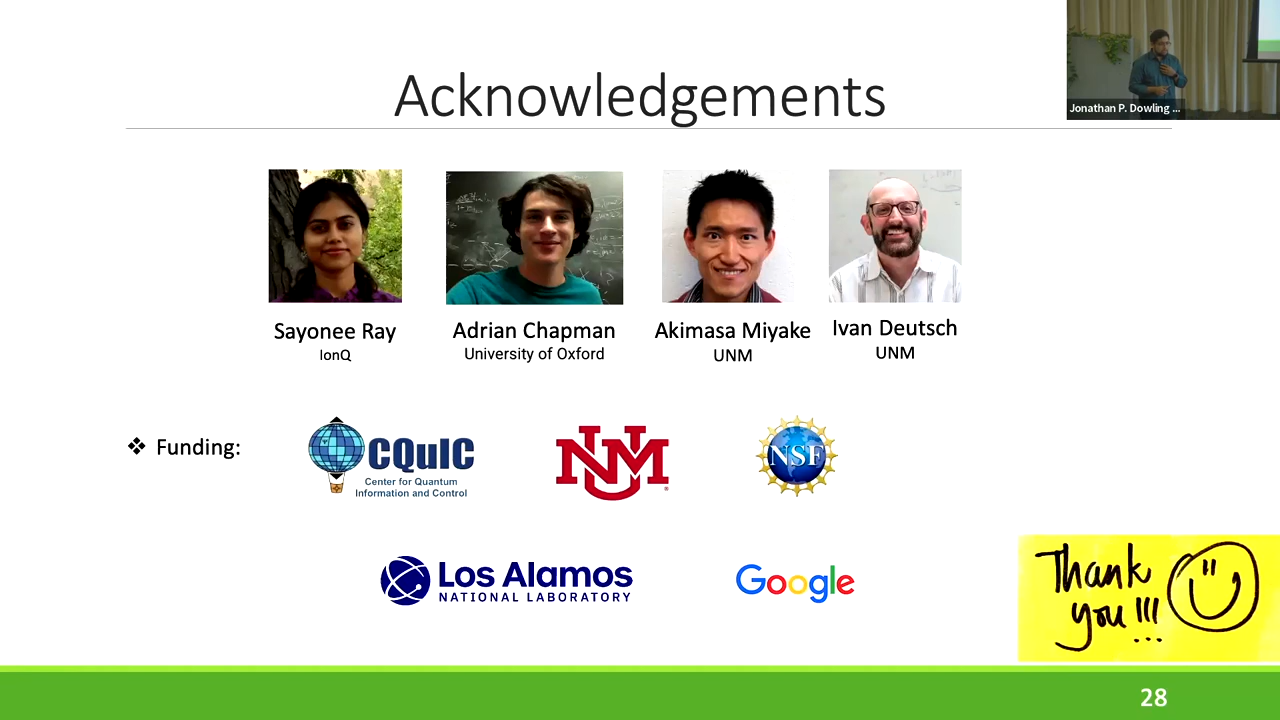 Acknowledgements
Jonathan P. Dowling ...
Sayonee Ray
IonQ
Adrian Chapman
University of Oxford
Akimasa Miyake
UNM
Ivan Deutsch
UNM
❖ Funding:
CQuIC
Center for Quantum
Information and Control
UNM
NSF
Los Alamos
NATIONAL LABORATORY
Google
Thank
you!!!
28